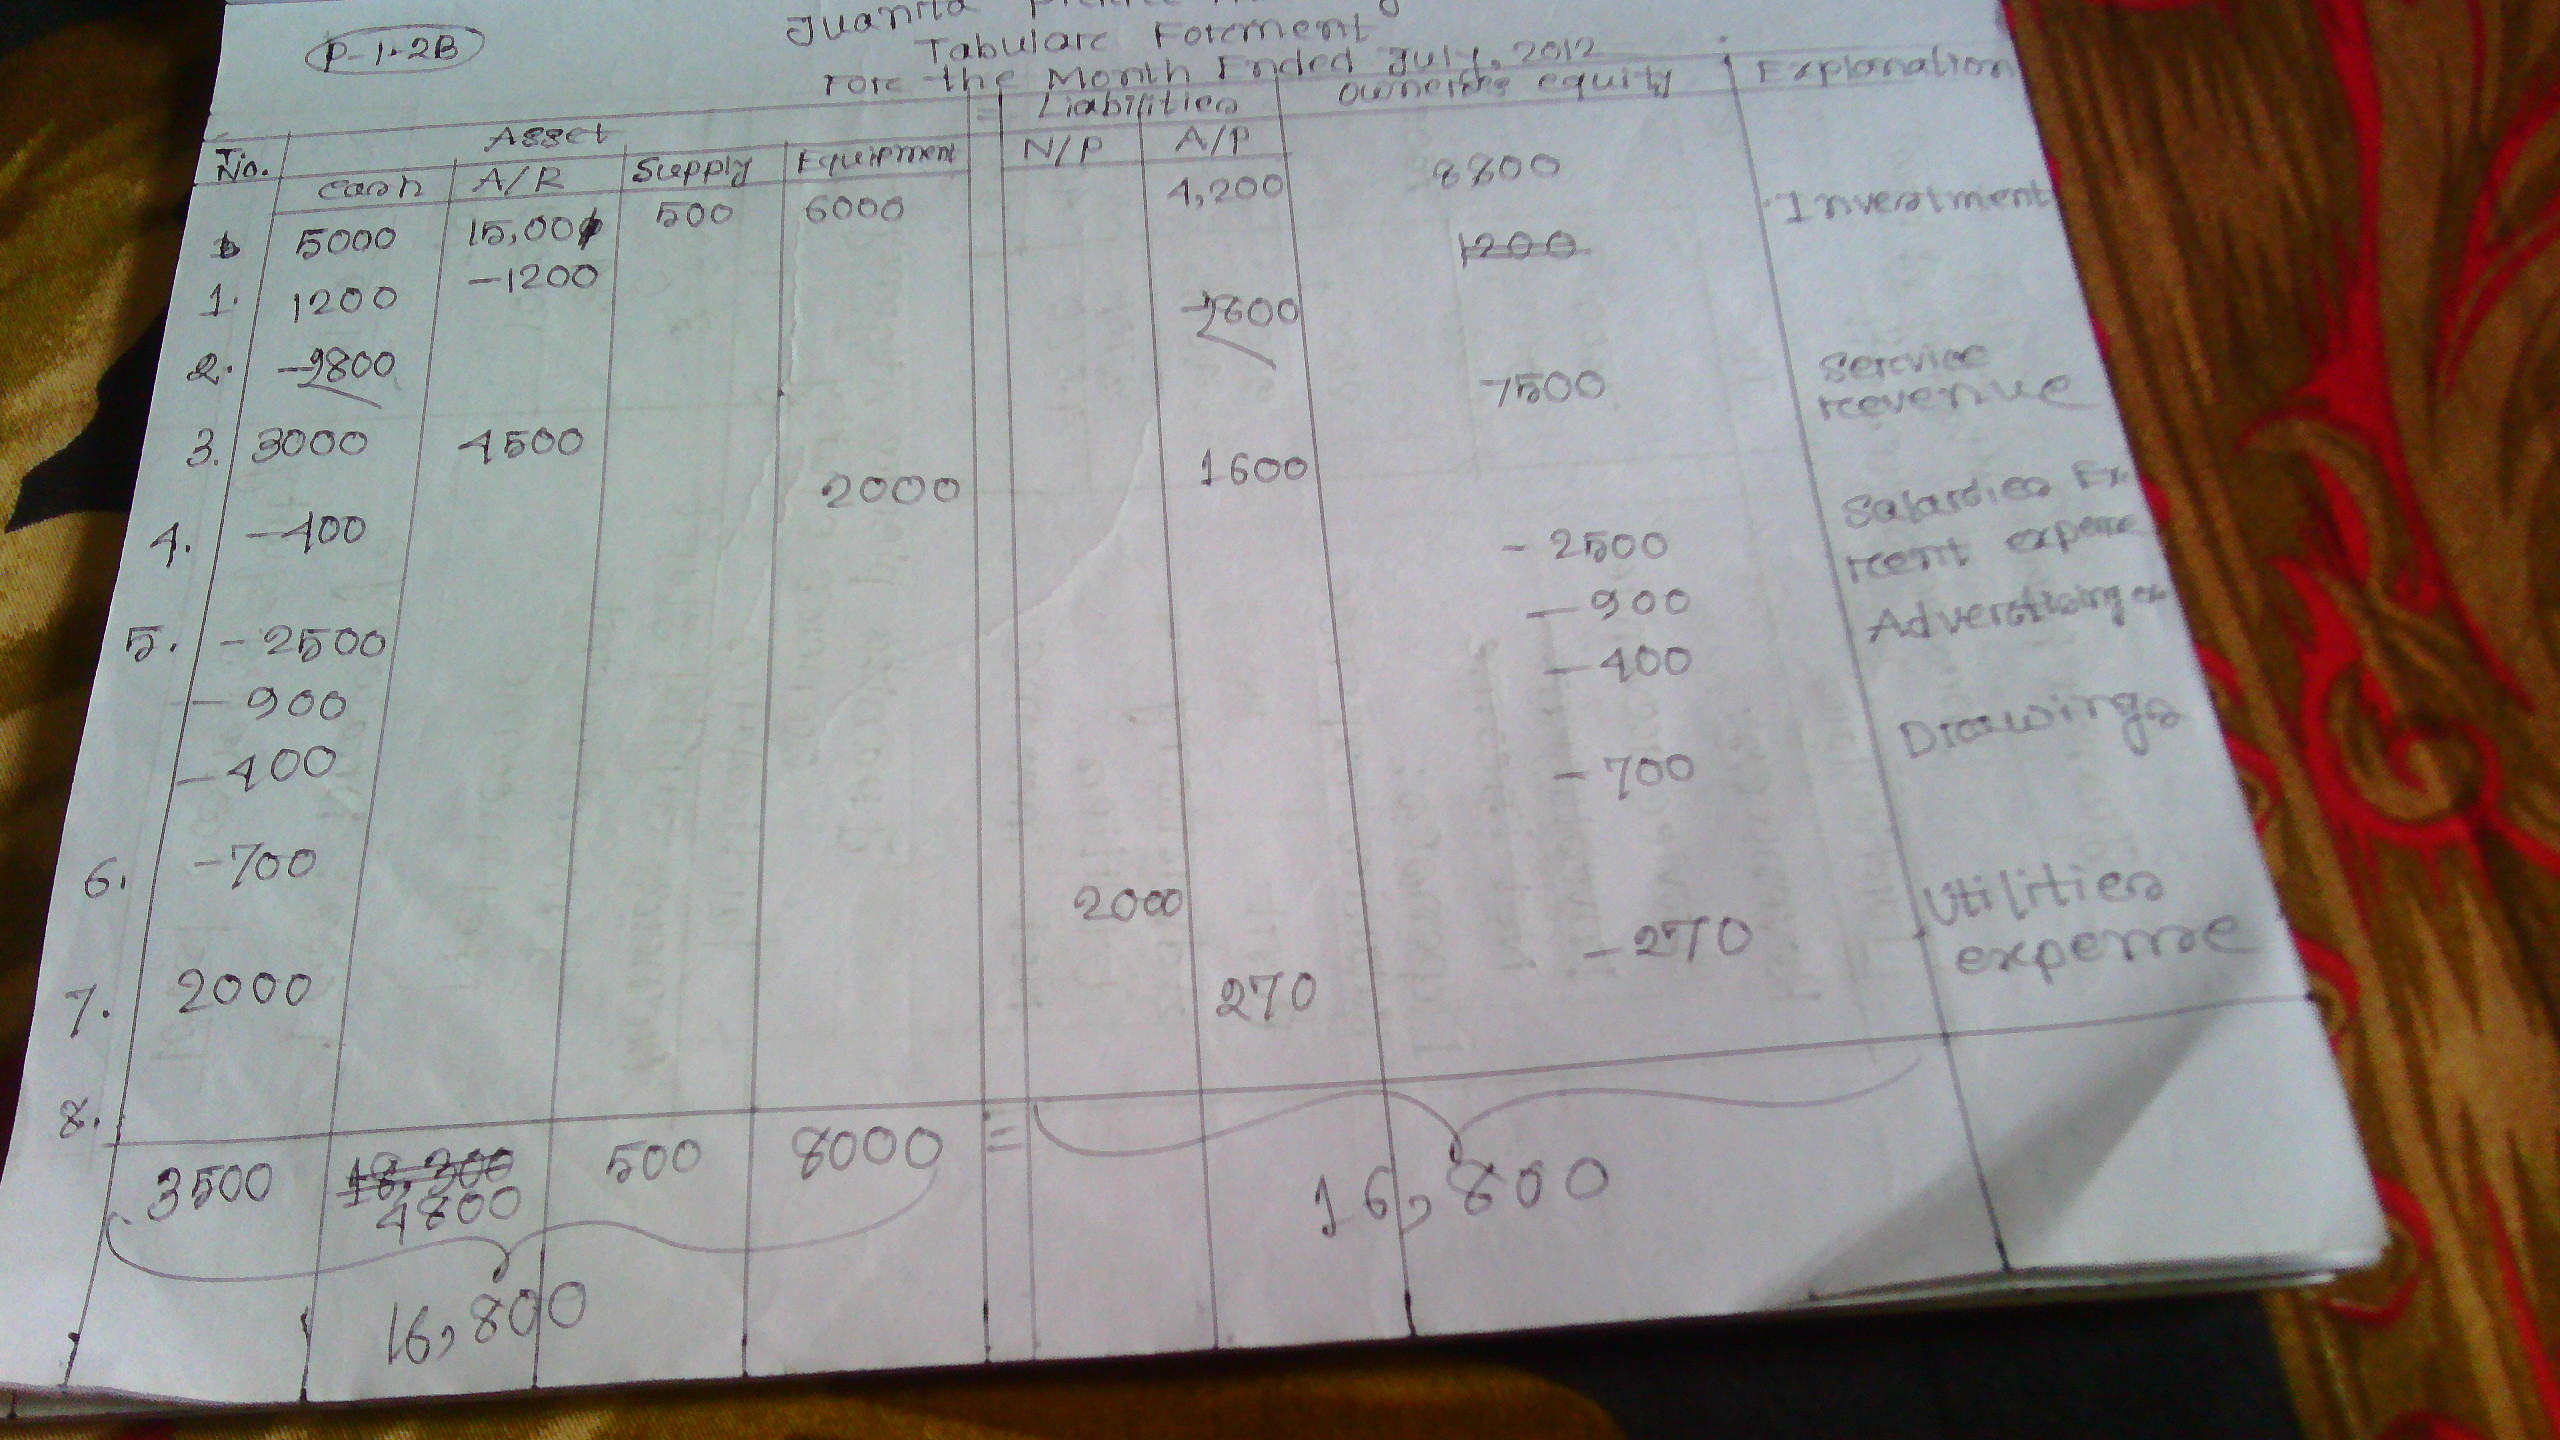 P-1.2B
Juanita
Tabular Forment
For the Month Ended July, 2012
Asset = Liabilities owner's equity Explanation
T.No. cash A/R Supply Equipment N/P A/P
b 5000 15,00 500 6000 4,200 8800 Investment
1. 1200 -1200 1200
2. -2800 -2800
3. 3000 4500 7500 Service
revenue
4. -400 2000 1600
5. -2500 -2500 Salaries Ex.
-900 -900 rent expense
-400 -400 Advertising ex
6. -700 -700 Drawings
7. 2000 2000
8. 270 -270 Utilities
expense
3500 18,300 500 8000 =
4800
16,800 16,800